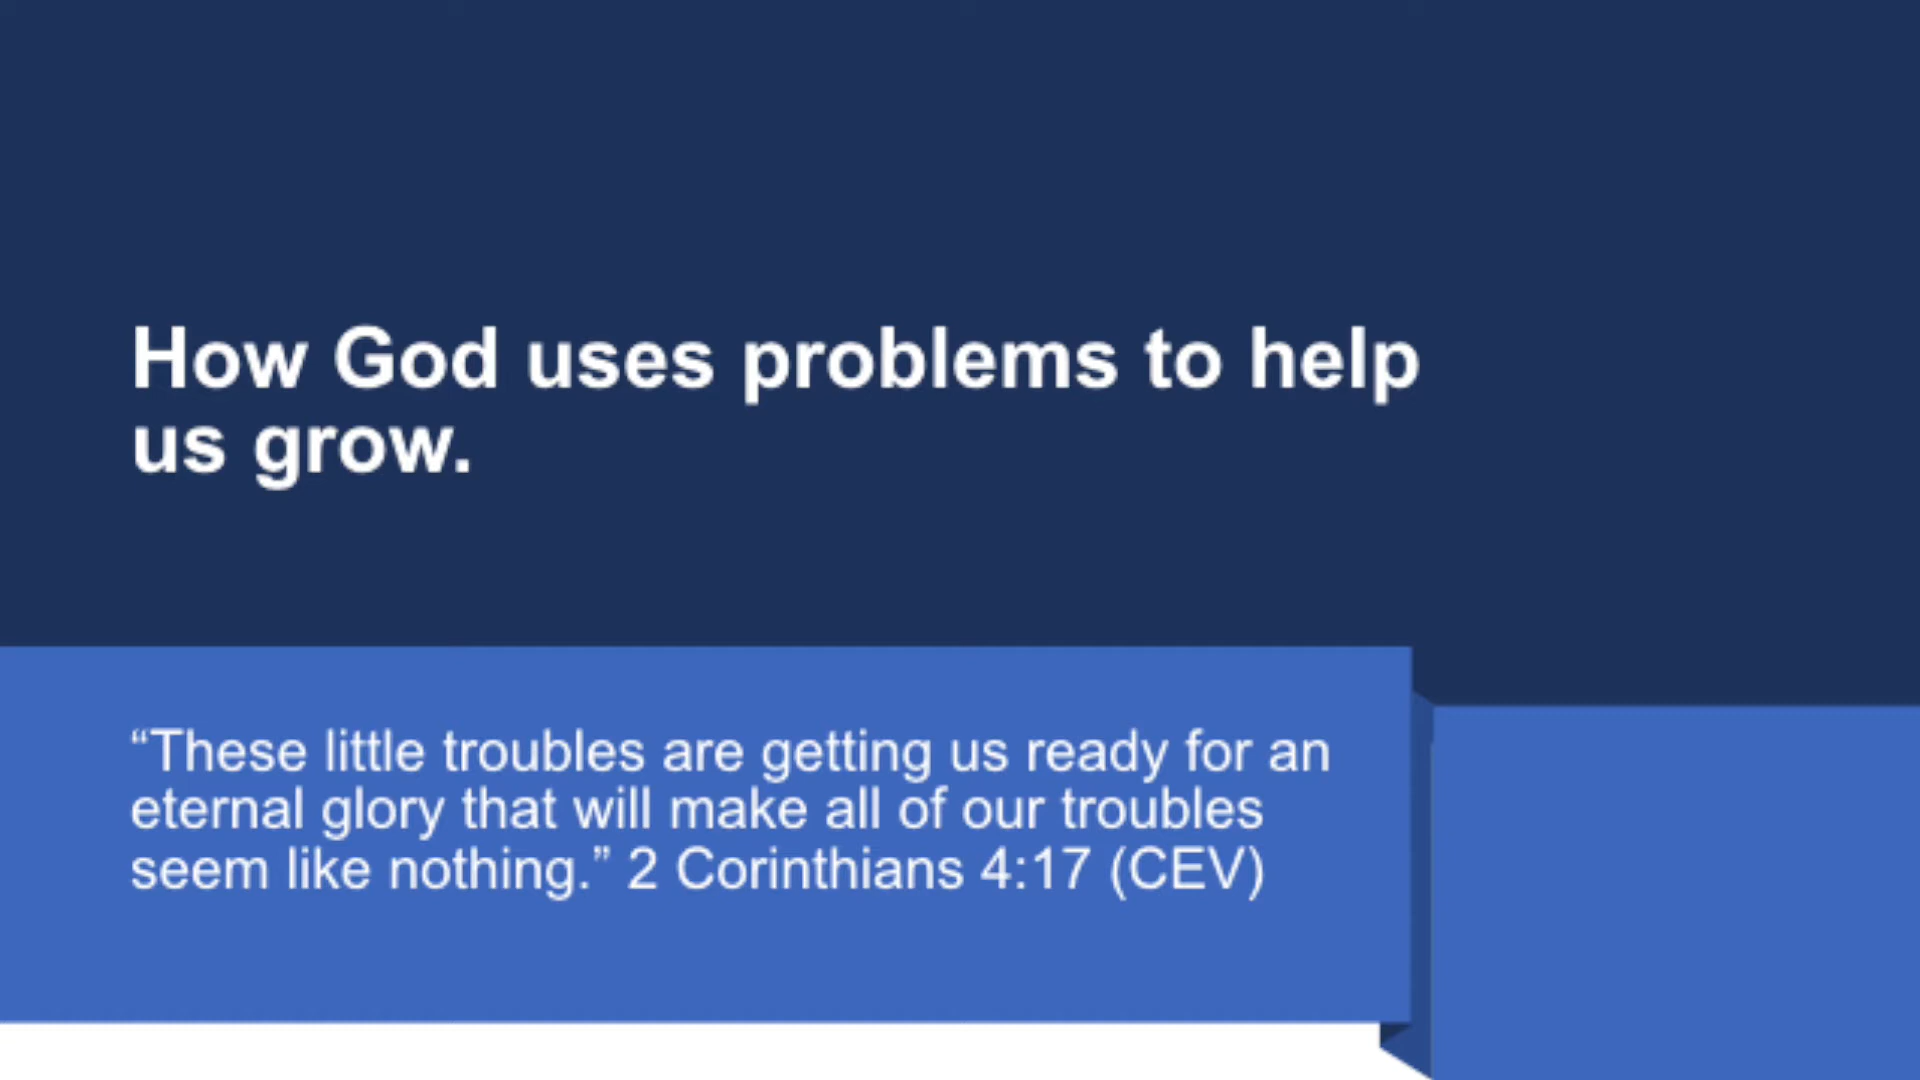 How God uses problems to help
us grow.
“These little troubles are getting us ready for an
eternal glory that will make all of our troubles
seem like nothing.” 2 Corinthians 4:17 (CEV)